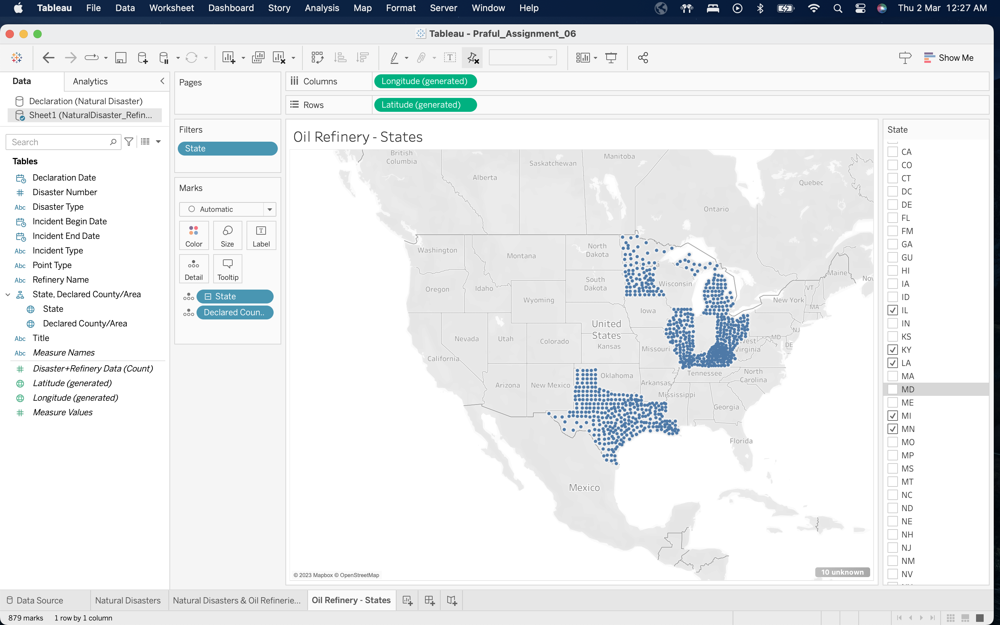 Tableau File Data Worksheet Dashboard Story Analysis Map Format Server Window Help Thu 2 Mar 12:27 AM
Tableau - Praful_Assignment_06
Show Me
Data Analytics
Declaration (Natural Disaster)
Sheet1 (NaturalDisaster_Refin...
Search
Tables
Declaration Date
# Disaster Number
Abc Disaster Type
Incident Begin Date
Incident End Date
Abc Incident Type
Abc Point Type
Abc Refinery Name
State, Declared County/Area
State
Declared County/Area
Abc Title
Abc Measure Names
# Disaster+Refinery Data (Count)
Latitude (generated)
Longitude (generated)
# Measure Values
Pages
Filters
State
Marks
Automatic
Color Size Label
Detail Tooltip
State
Declared Coun..
Columns Longitude (generated)
Rows Latitude (generated)
Oil Refinery - States
British
Columbia
Alberta
Saskatchewan
Manitoba
Ontario
Quebec
Washington
Montana
North
Dakota
South
Dakota
Wisconsin
Maine
Oregon
Idaho
Wyoming
VT
New York
MA
Iowa
United
States
NJ
Nevada
Utah
Colorado
Kansas
Missouri
West
Virginia
MD
DE
California
Arizona
New Mexico
Oklahoma
Arkansas
Tennessee
North
Carolina
Mississippi
Georgia
Florida
Mexico
© 2023 Mapbox © OpenStreetMap
10 unknown
State
CA
CO
CT
DC
DE
FL
FM
GA
GU
HI
IA
ID
IL
IN
KS
KY
LA
MA
MD
ME
MI
MN
MO
MP
MS
MT
NC
ND
NE
NH
NJ
NM
NV
Data Source Natural Disasters Natural Disasters & Oil Refinerie... Oil Refinery - States
879 marks 1 row by 1 column